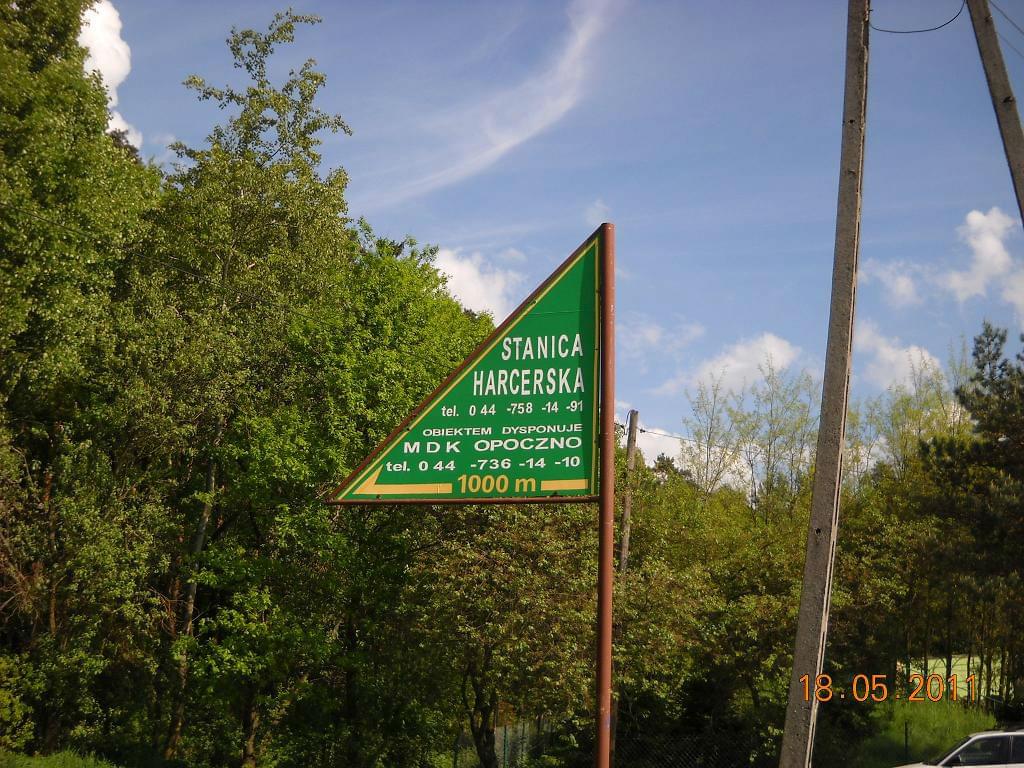 STANICA
HARCERSKA
tel. 0 44 -758 -14 -91
OBIEKTEM DYSPONUJE
MDK OPOCZNO
tel. 0 44 -736 -14 -10
1000 m
18.05.2011